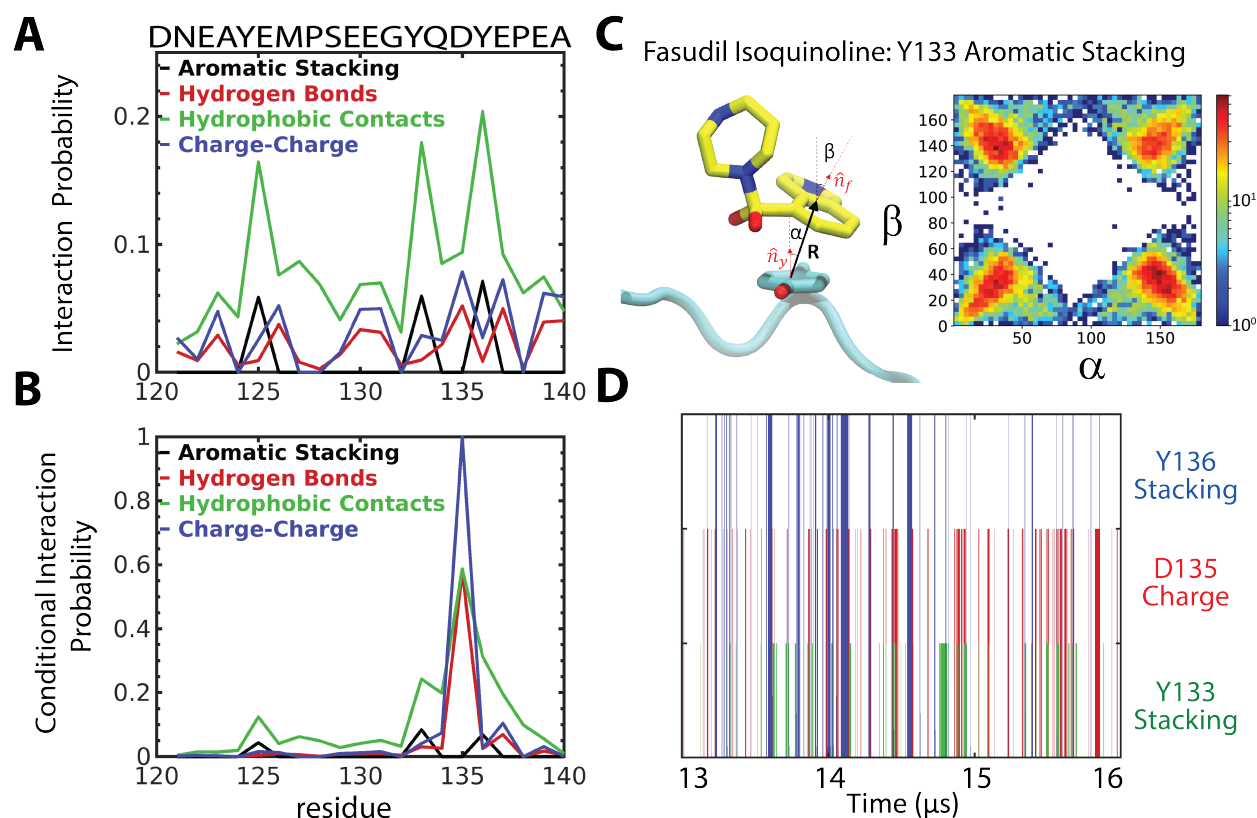 A
DNEAYEMPSEEGYQDYEPEA
Aromatic Stacking
Hydrogen Bonds
Hydrophobic Contacts
Charge-Charge
Interaction Probability
0.2
0.1
0
120 125 130 135 140
B
Aromatic Stacking
Hydrogen Bonds
Hydrophobic Contacts
Charge-Charge
Conditional Interaction
Probability
1
0.8
0.6
0.4
0.2
0
120 125 130 135 140
residue
C
Fasudil Isoquinoline: Y133 Aromatic Stacking
β
n̂f
α
R
n̂y
β
160
140
120
100
80
60
40
20
0
50 100 150
α
10¹
10⁰
D
Y136
Stacking
D135
Charge
Y133
Stacking
13 14 15 16
Time (µs)